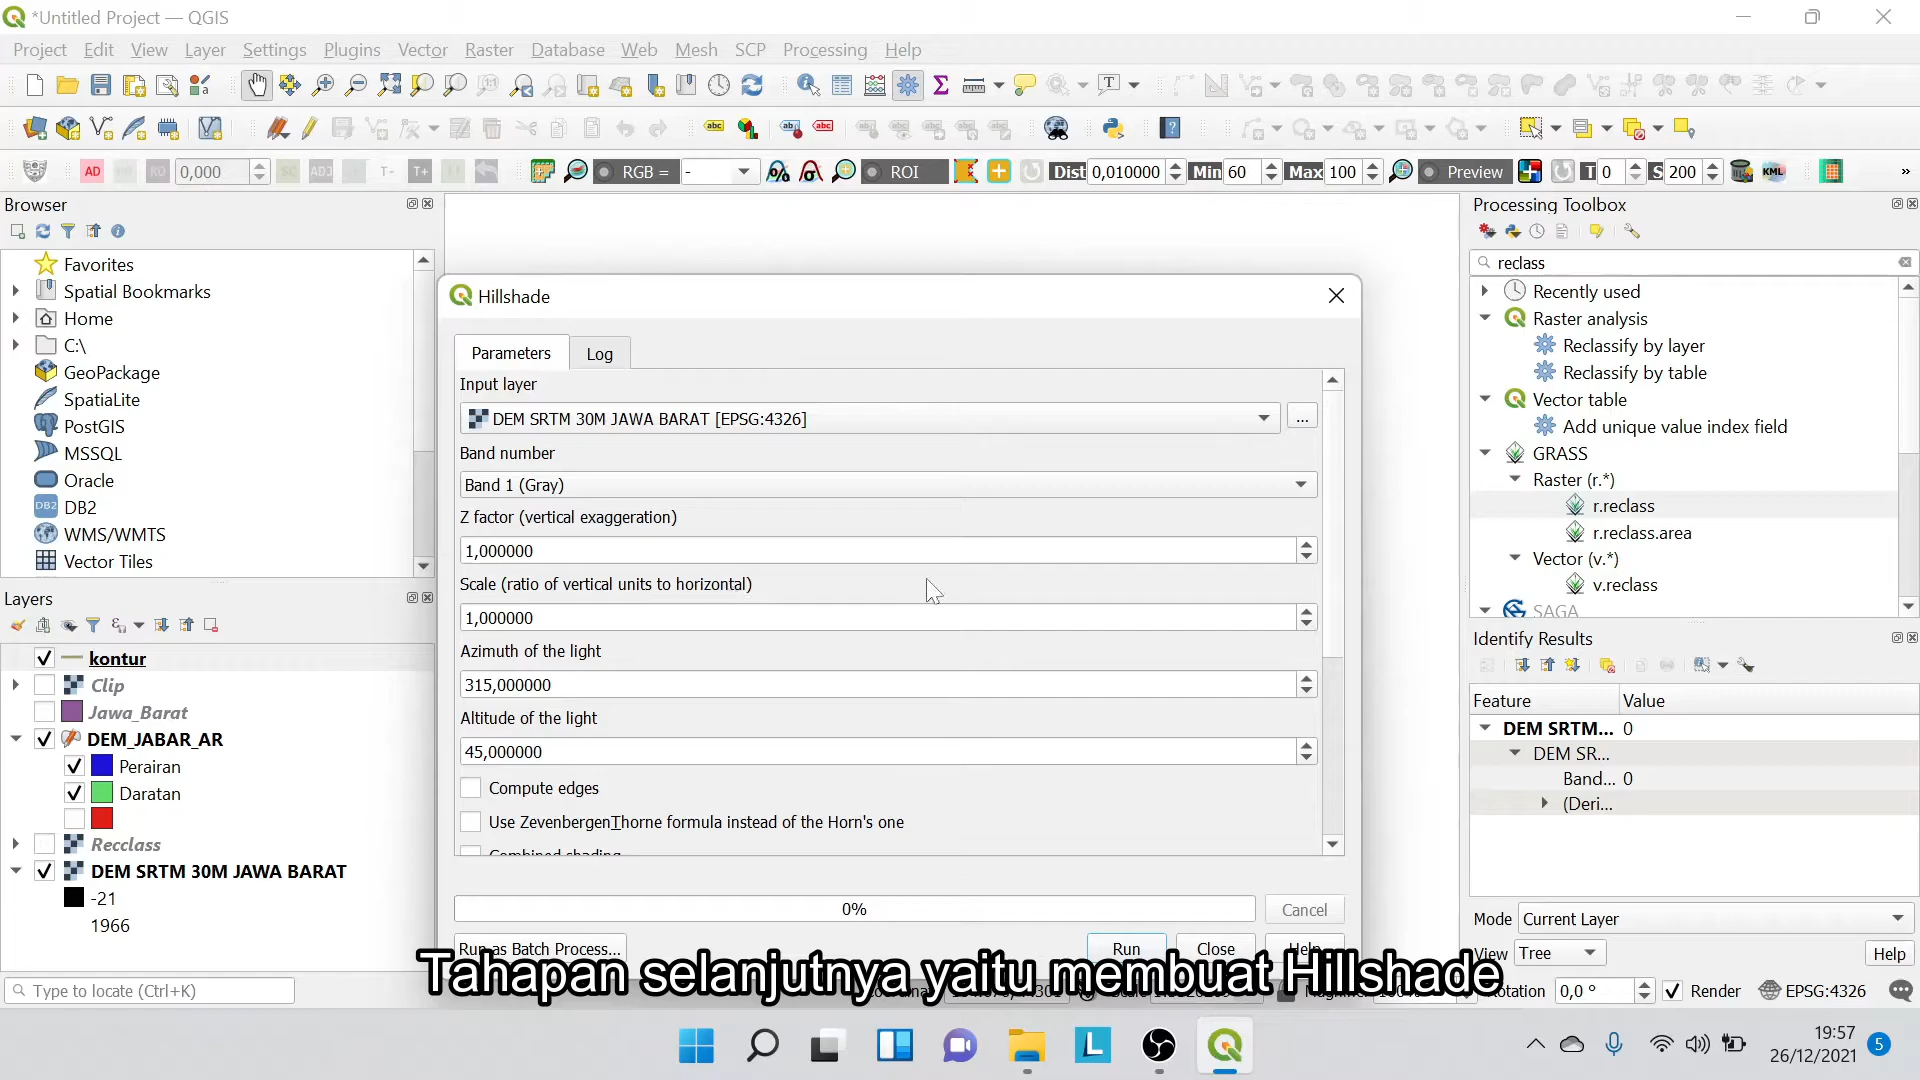 *Untitled Project — QGIS
Project Edit View Layer Settings Plugins Vector Raster Database Web Mesh SCP Processing Help
0,000 RGB = - ROI Dist 0,010000 Min 60 Max 100 Preview T 0 S 200 KML »
Browser
Favorites
Spatial Bookmarks
Home
C:\
GeoPackage
SpatiaLite
PostGIS
MSSQL
Oracle
DB2
WMS/WMTS
Vector Tiles
Layers
kontur
Clip
Jawa_Barat
DEM_JABAR_AR
Perairan
Daratan
Recclass
DEM SRTM 30M JAWA BARAT
-21
1966
Type to locate (Ctrl+K)
Hillshade
Parameters Log
Input layer
DEM SRTM 30M JAWA BARAT [EPSG:4326]
...
Band number
Band 1 (Gray)
Z factor (vertical exaggeration)
1,000000
Scale (ratio of vertical units to horizontal)
1,000000
Azimuth of the light
315,000000
Altitude of the light
45,000000
Compute edges
Use ZevenbergenThorne formula instead of the Horn's one
Combined shading
0% Cancel
Run as Batch Process... Run Close Help
Tahapan selanjutnya yaitu membuat Hillshade
Processing Toolbox
reclass
Recently used
Raster analysis
Reclassify by layer
Reclassify by table
Vector table
Add unique value index field
GRASS
Raster (r.*)
r.reclass
r.reclass.area
Vector (v.*)
v.reclass
SAGA
Identify Results
Feature Value
DEM SRTM... 0
DEM SR...
Band... 0
(Deri...
Mode Current Layer
View Tree Help
0,0 ° Render EPSG:4326
19:57
26/12/2021
5